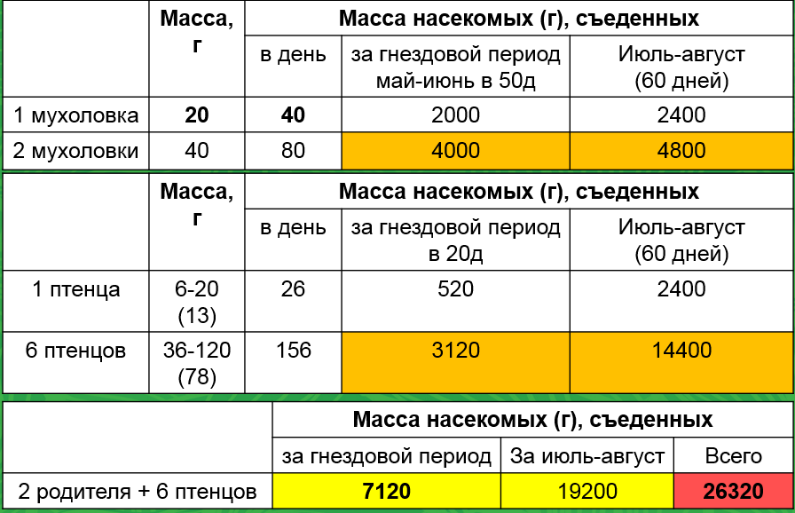 Масса, г | Масса насекомых (г), съеденных
в день | за гнездовой период май-июнь в 50д | Июль-август (60 дней)
1 мухоловка | 20 | 40 | 2000 | 2400
2 мухоловки | 40 | 80 | 4000 | 4800
Масса, г | Масса насекомых (г), съеденных
в день | за гнездовой период в 20д | Июль-август (60 дней)
1 птенца | 6-20 (13) | 26 | 520 | 2400
6 птенцов | 36-120 (78) | 156 | 3120 | 14400
Масса насекомых (г), съеденных
за гнездовой период | За июль-август | Всего
2 родителя + 6 птенцов | 7120 | 19200 | 26320